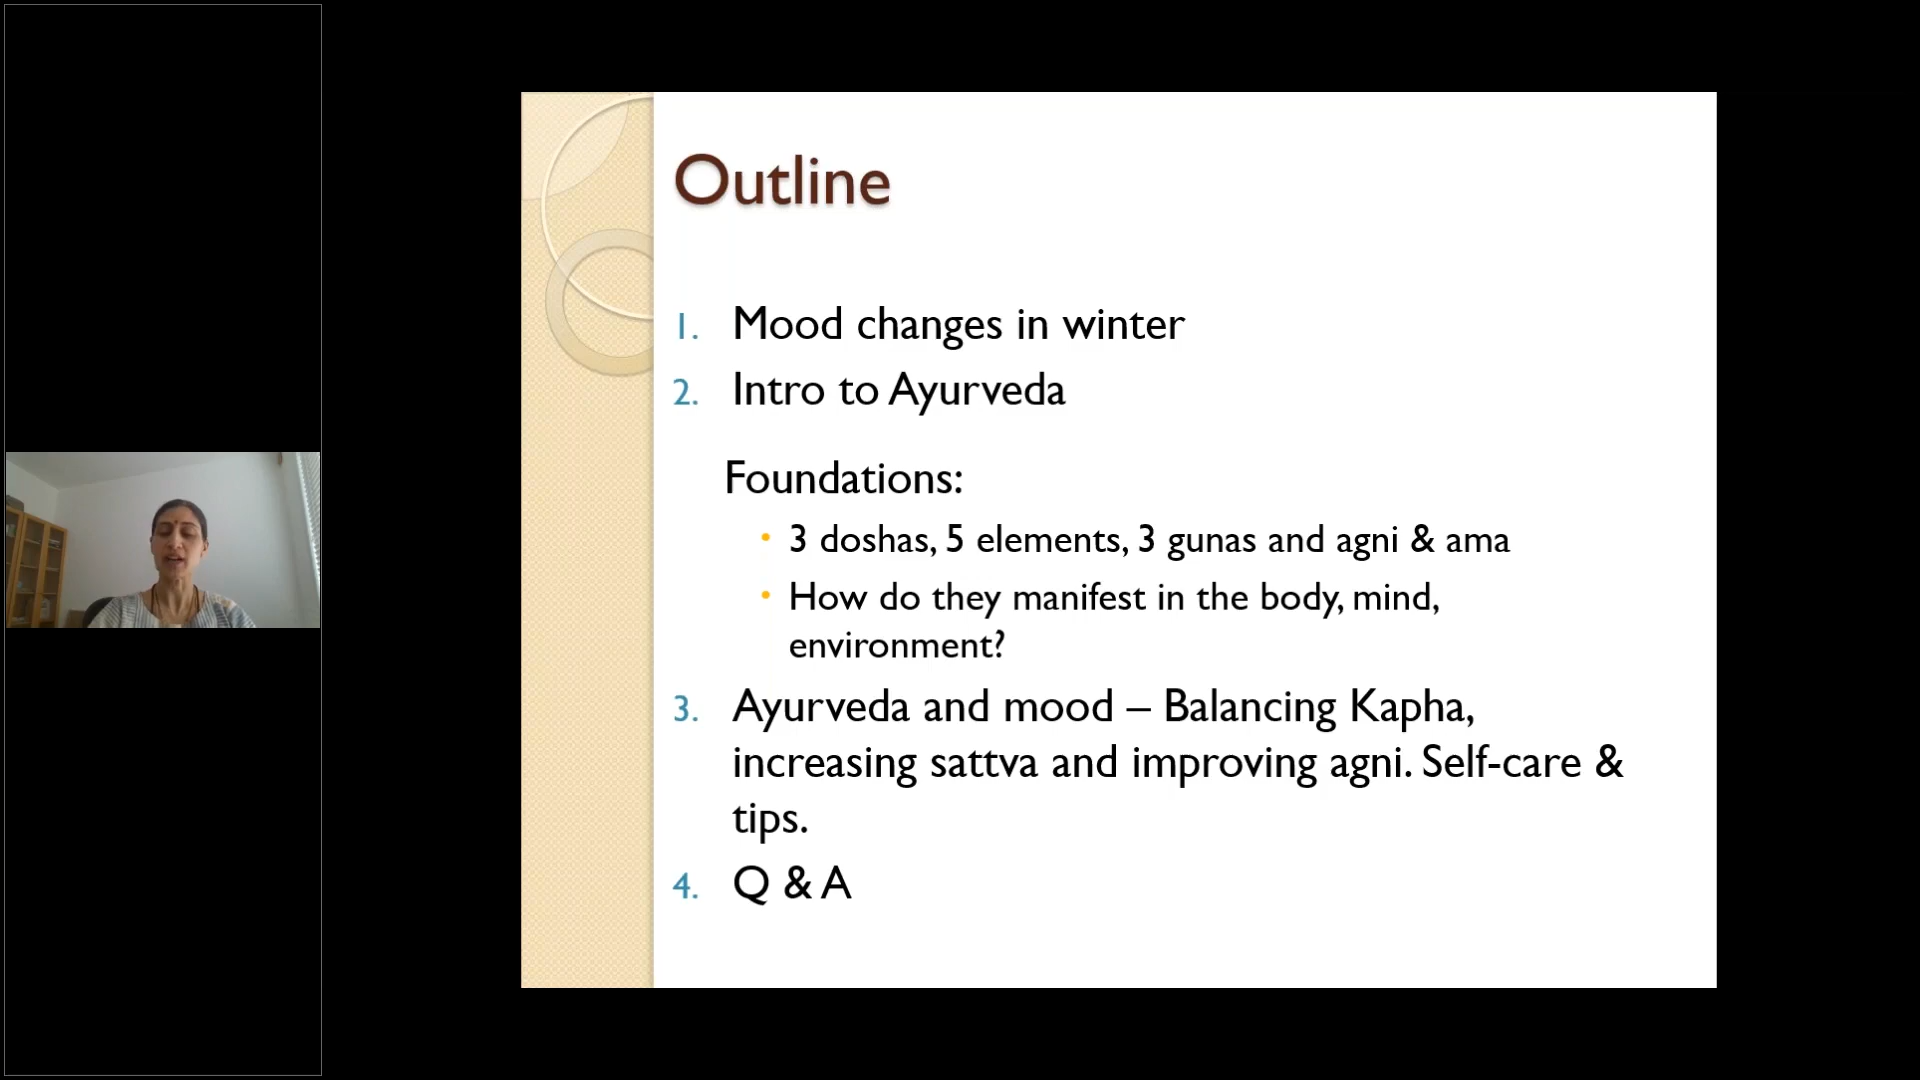 Outline
1. Mood changes in winter
2. Intro to Ayurveda
Foundations:
• 3 doshas, 5 elements, 3 gunas and agni & ama
• How do they manifest in the body, mind,
environment?
3. Ayurveda and mood – Balancing Kapha,
increasing sattva and improving agni. Self-care &
tips.
4. Q & A